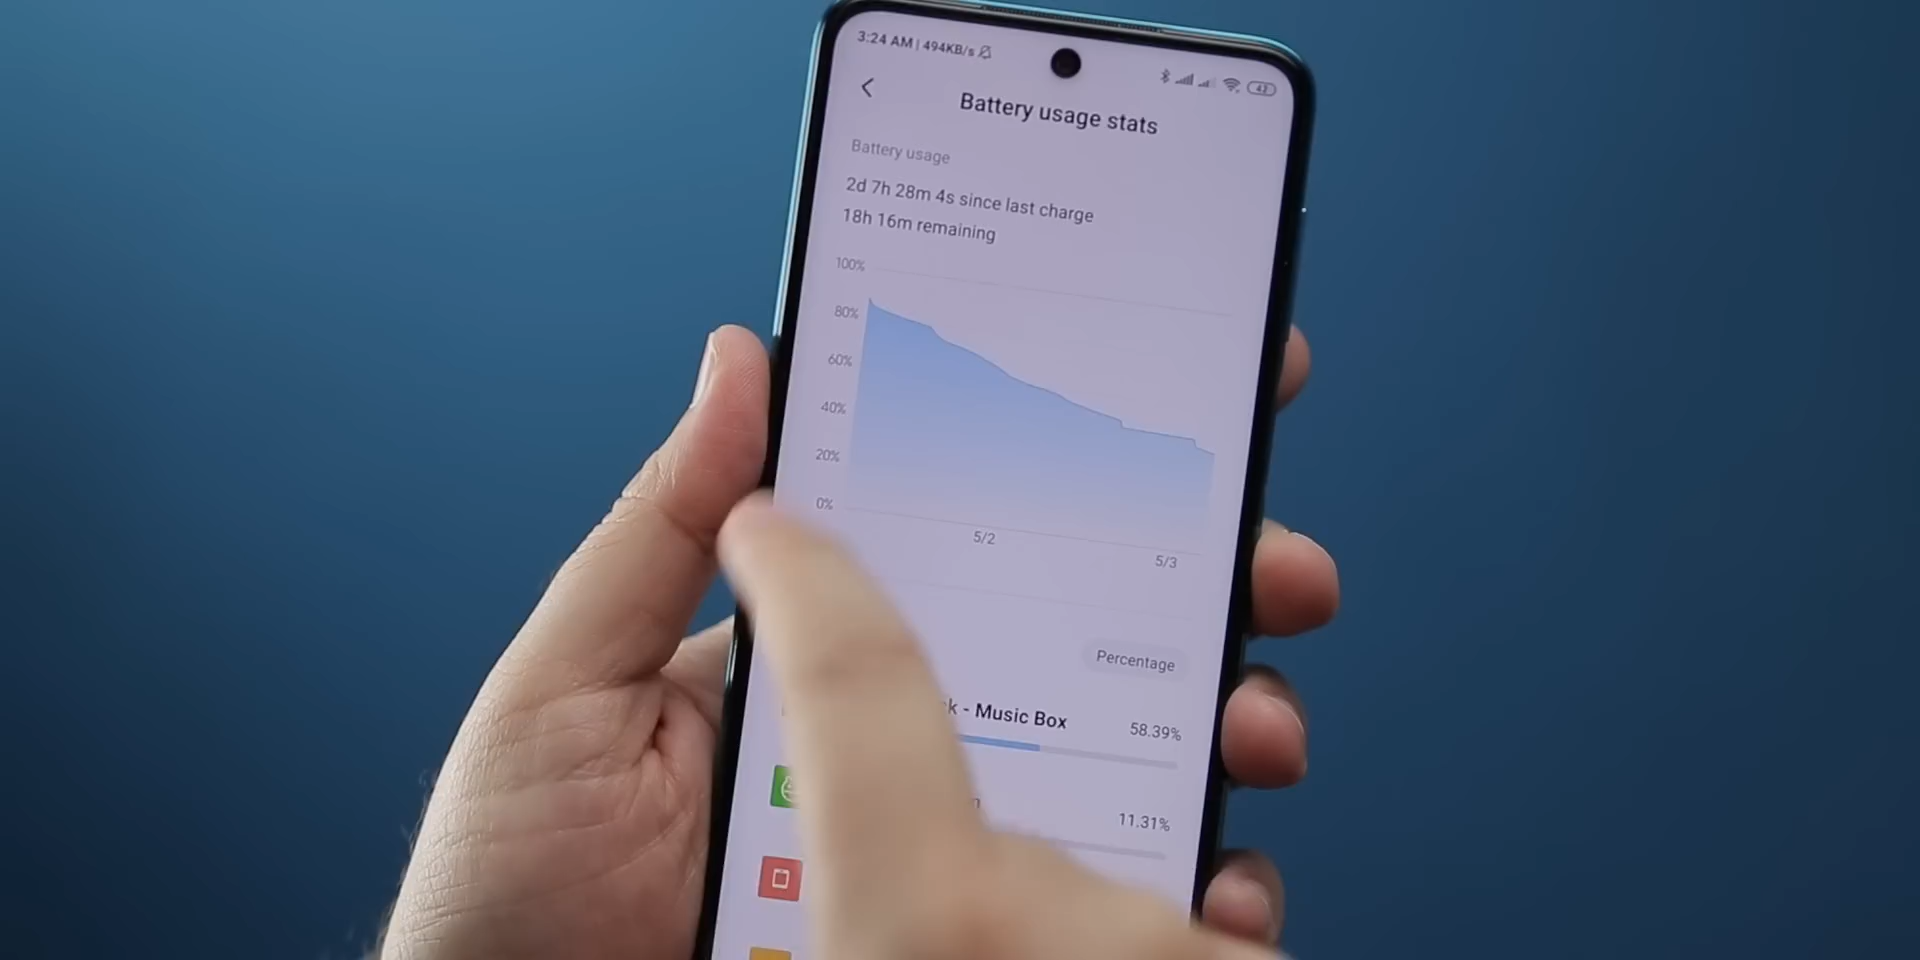 3:24 AM | 494KB/s
42
Battery usage stats
Battery usage
2d 7h 28m 4s since last charge
18h 16m remaining
100%
80%
60%
40%
20%
0%
5/2
5/3
Percentage
- Music Box
58.39%
11.31%